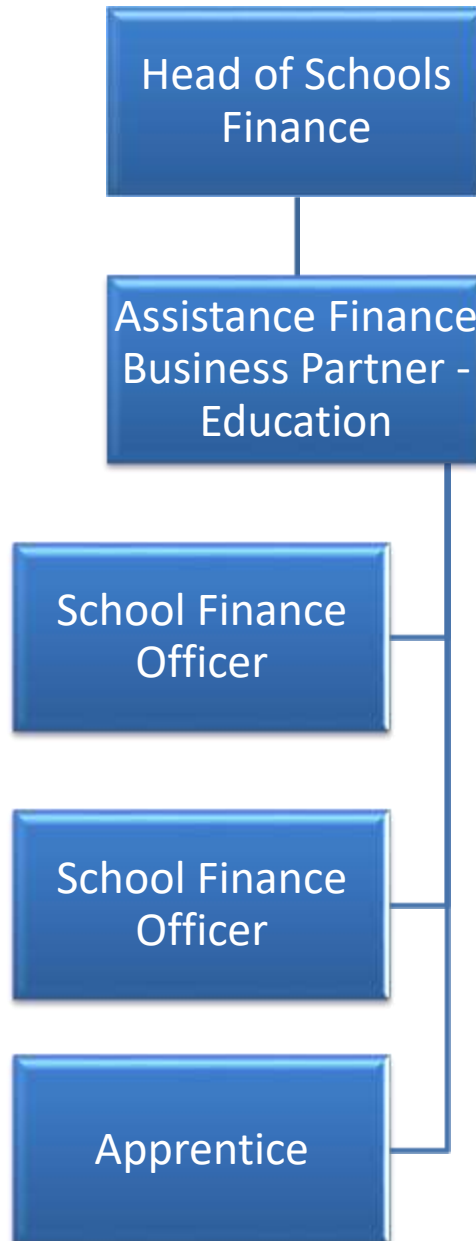 Head of Schools
Finance
Assistance Finance
Business Partner -
Education
School Finance
Officer
School Finance
Officer
Apprentice